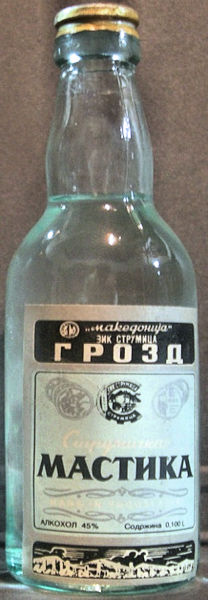 „македонија"
ЗИК СТРУМИЦА
ГРОЗД
Струмичка
МАСТИКА
АЛКОХОЛ 45% Содржина 0,100 L